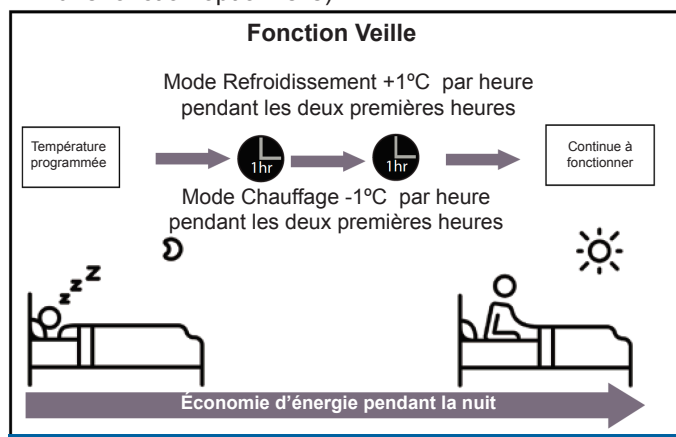 Fonction Veille
Mode Refroidissement +1ºC par heure
pendant les deux premières heures
Température
programmée
1hr
1hr
Continue à
fonctionner
Mode Chauffage -1ºC par heure
pendant les deux premières heures
z z Z
Économie d'énergie pendant la nuit